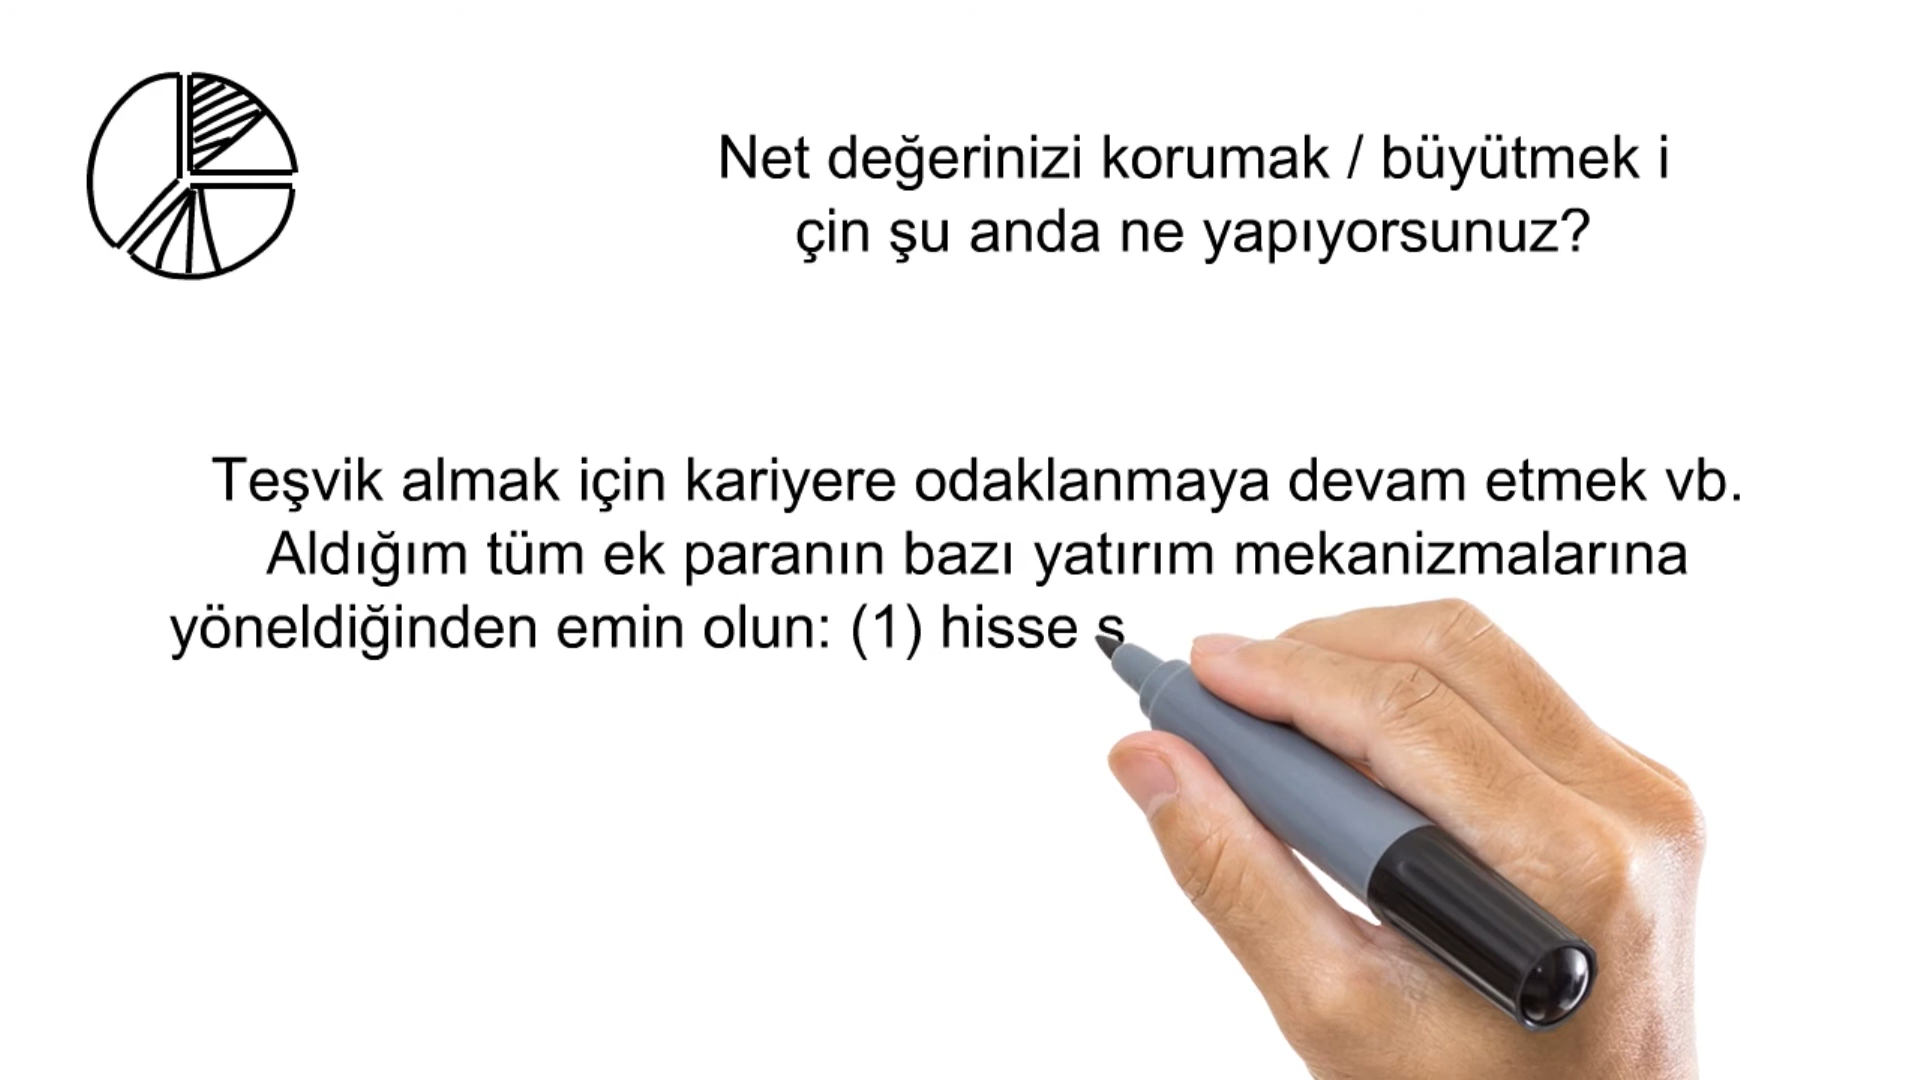 Net değerinizi korumak / büyütmek i
çin şu anda ne yapıyorsunuz?
Teşvik almak için kariyere odaklanmaya devam etmek vb.
Aldığım tüm ek paranın bazı yatırım mekanizmalarına
yöneldiğinden emin olun: (1) hisse s